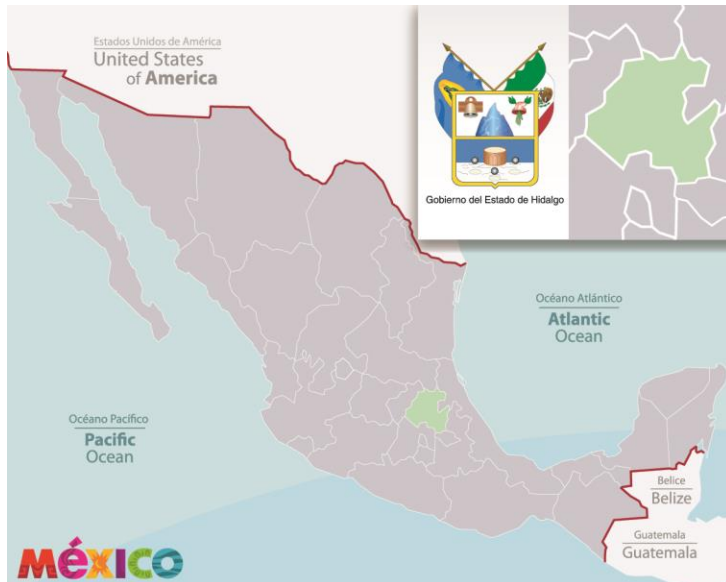 Estados Unidos de América
United States
of America
Gobierno del Estado de Hidalgo
Océano Atlántico
Atlantic
Ocean
Océano Pacífico
Pacific
Ocean
Belice
Belize
Guatemala
Guatemala
méxico